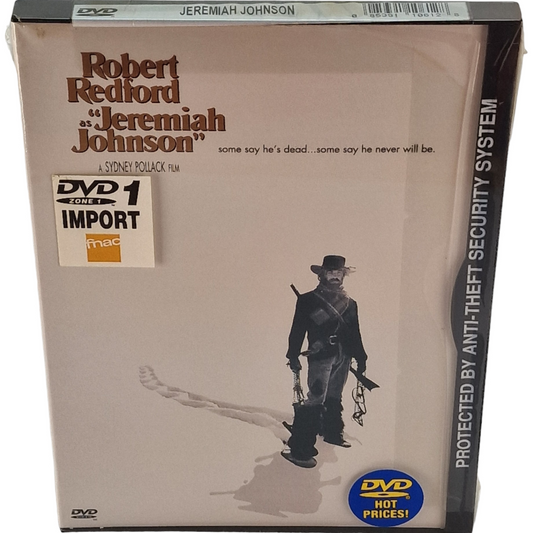 JEREMIAH JOHNSON
Robert
Redford
as "Jeremiah
Johnson"
some say he's dead...some say he never will be.
A SYDNEY POLLACK FILM
DVD 1
ZONE 1
IMPORT
fnac
PROTECTED BY ANTI-THEFT SECURITY SYSTEM
DVD
HOT
PRICES!
DVD